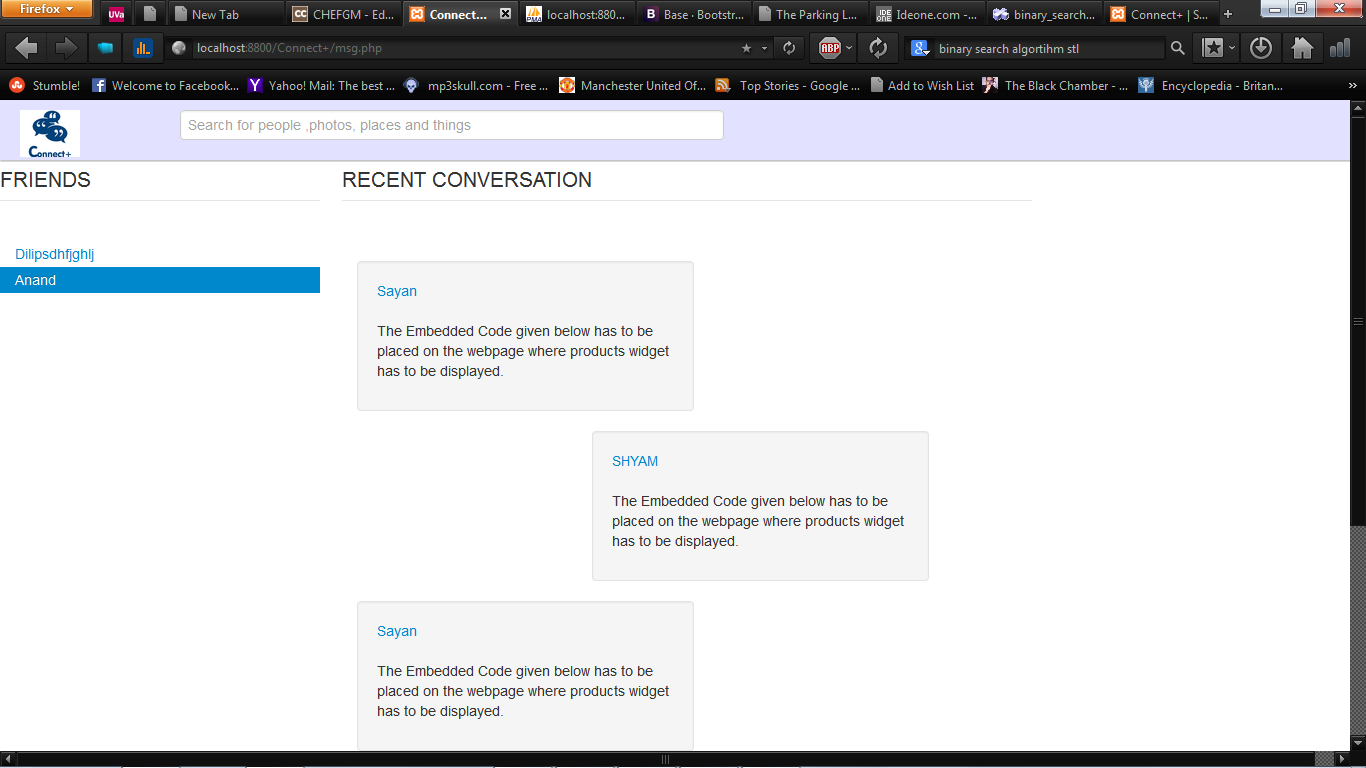 Firefox
UVa
New Tab
CC
CHEFGM - Ed...
Connect...
PMA
localhost:880...
B
Base · Bootstr...
The Parking L...
IDE ONE
Ideone.com -...
binary_search...
Connect+ | S...
localhost:8800/Connect+/msg.php
ABP
binary search algortihm stl
Stumble!
Welcome to Facebook...
Yahoo! Mail: The best ...
mp3skull.com - Free ...
Manchester United Of...
Top Stories - Google ...
Add to Wish List
The Black Chamber - ...
Encyclopedia - Britan...
»
Connect+
Search for people ,photos, places and things
FRIENDS
RECENT CONVERSATION
Dilipsdhfjghlj
Anand
Sayan
The Embedded Code given below has to be
placed on the webpage where products widget
has to be displayed.
SHYAM
The Embedded Code given below has to be
placed on the webpage where products widget
has to be displayed.
Sayan
The Embedded Code given below has to be
placed on the webpage where products widget
has to be displayed.